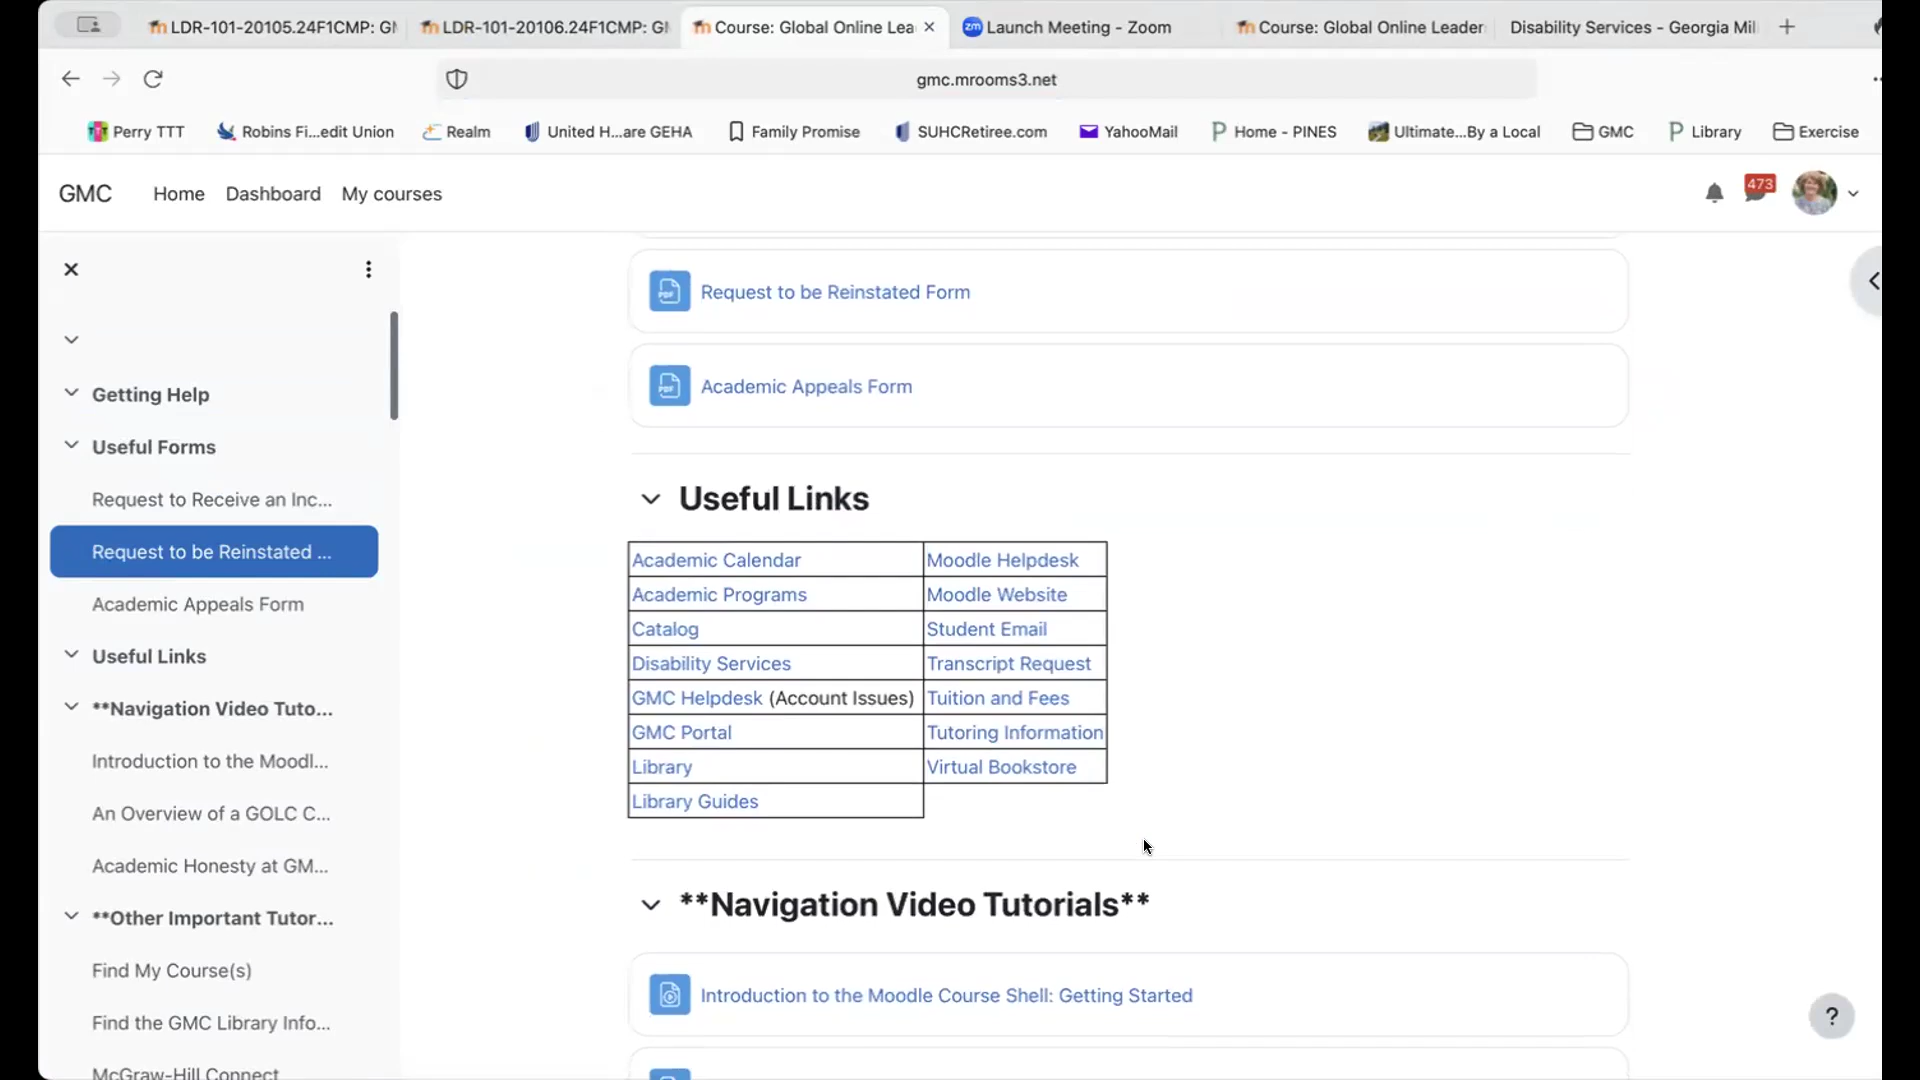 LDR-101-20105.24F1CMP: GI
LDR-101-20106.24F1CMP: GI
Course: Global Online Lea
Launch Meeting - Zoom
Course: Global Online Leader
Disability Services - Georgia Mil
gmc.mrooms3.net
Perry TTT
Robins Fi...edit Union
Realm
United H...are GEHA
Family Promise
SUHCRetiree.com
YahooMail
Home - PINES
Ultimate...By a Local
GMC
Library
Exercise
GMC
Home
Dashboard
My courses
473
Getting Help
Useful Forms
Request to Receive an Inc...
Request to be Reinstated ...
Academic Appeals Form
Useful Links
**Navigation Video Tuto...
Introduction to the Moodl...
An Overview of a GOLC C...
Academic Honesty at GM...
**Other Important Tutor...
Find My Course(s)
Find the GMC Library Info...
McGraw-Hill Connect
Request to be Reinstated Form
Academic Appeals Form
Useful Links
Academic Calendar
Moodle Helpdesk
Academic Programs
Moodle Website
Catalog
Student Email
Disability Services
Transcript Request
GMC Helpdesk (Account Issues)
Tuition and Fees
GMC Portal
Tutoring Information
Library
Virtual Bookstore
Library Guides
**Navigation Video Tutorials**
Introduction to the Moodle Course Shell: Getting Started
?